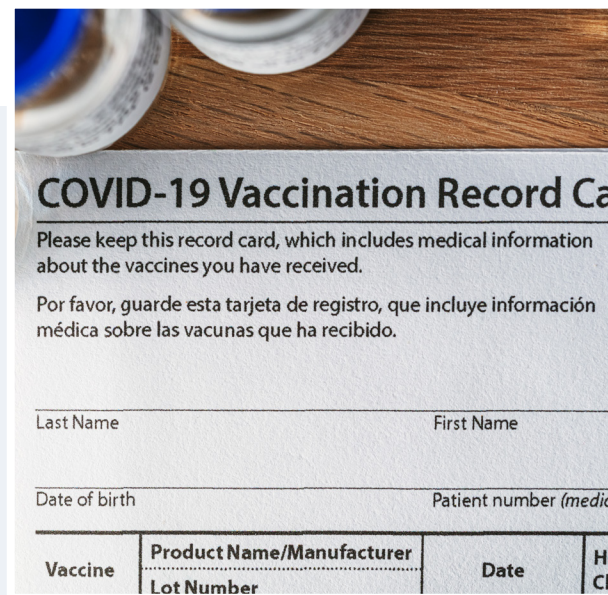 COVID-19 Vaccination Record Ca
Please keep this record card, which includes medical information
about the vaccines you have received.
Por favor, guarde esta tarjeta de registro, que incluye información
médica sobre las vacunas que ha recibido.
Last Name First Name
Date of birth Patient number (medic
Product Name/Manufacturer H
Vaccine Date
Lot Number Cl